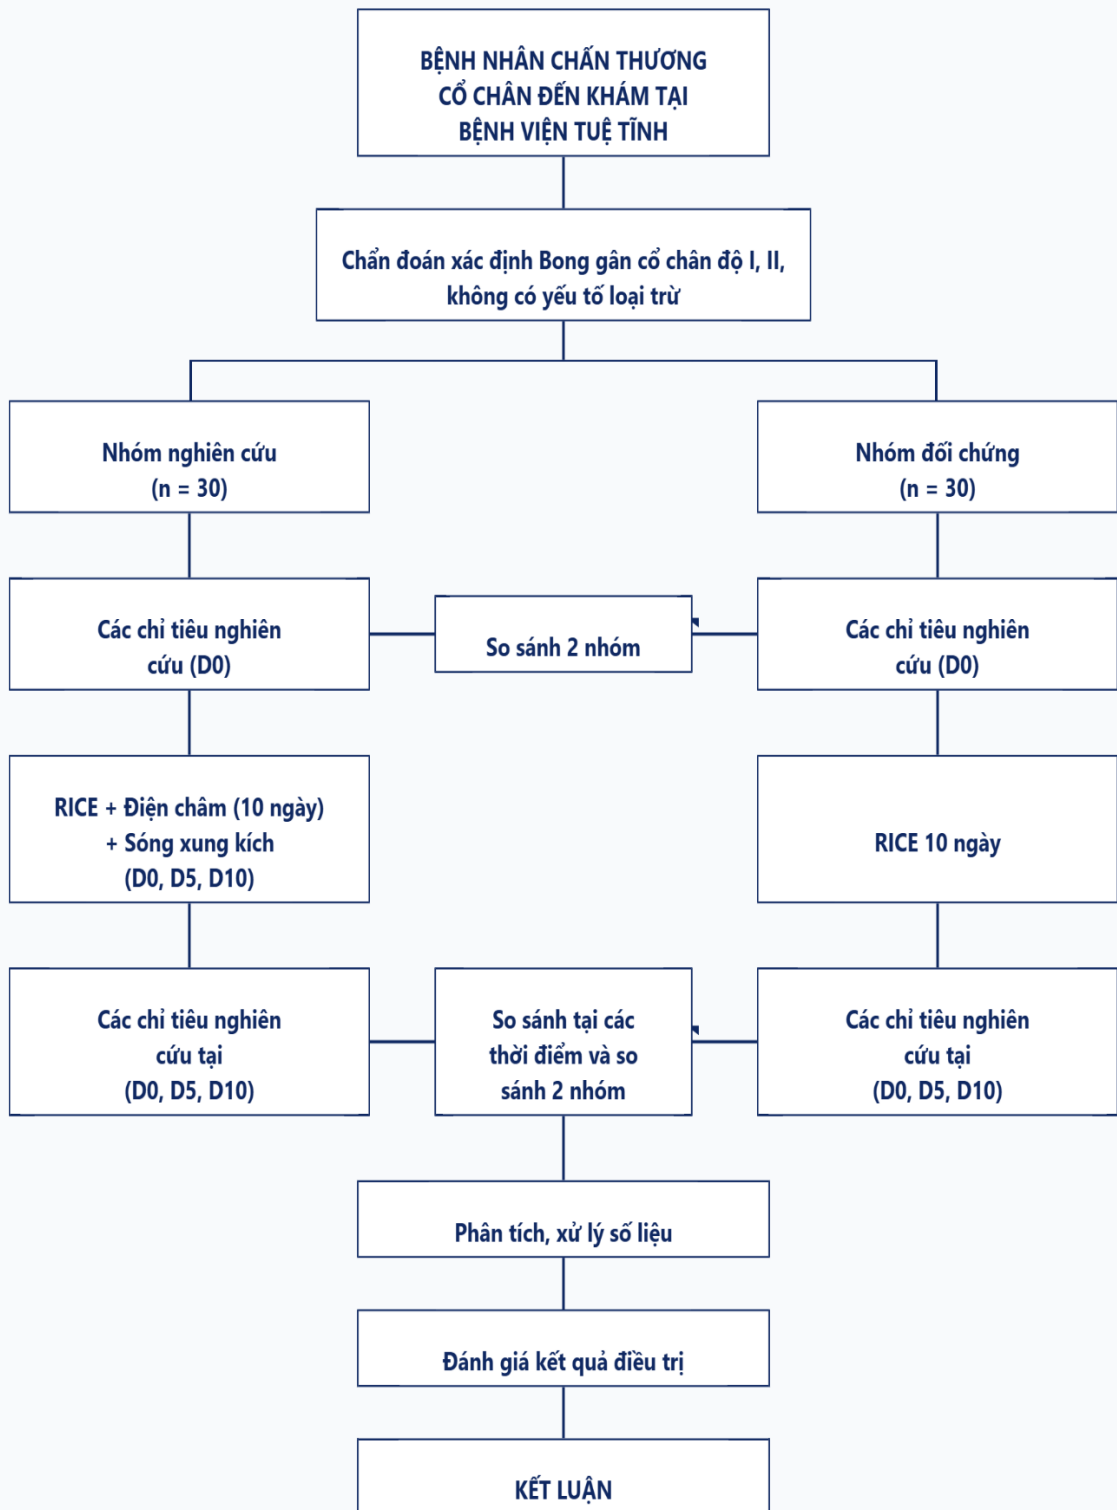 BỆNH NHÂN CHẤN THƯƠNG
CỔ CHÂN ĐẾN KHÁM TẠI
BỆNH VIỆN TUỆ TĨNH
Chẩn đoán xác định Bong gân cổ chân độ I, II,
không có yếu tố loại trừ
Nhóm nghiên cứu
(n = 30)
Nhóm đối chứng
(n = 30)
Các chỉ tiêu nghiên
cứu (D0)
So sánh 2 nhóm
Các chỉ tiêu nghiên
cứu (D0)
RICE + Điện châm (10 ngày)
+ Sóng xung kích
(D0, D5, D10)
RICE 10 ngày
Các chỉ tiêu nghiên
cứu tại
(D0, D5, D10)
So sánh tại các
thời điểm và so
sánh 2 nhóm
Các chỉ tiêu nghiên
cứu tại
(D0, D5, D10)
Phân tích, xử lý số liệu
Đánh giá kết quả điều trị
KẾT LUẬN